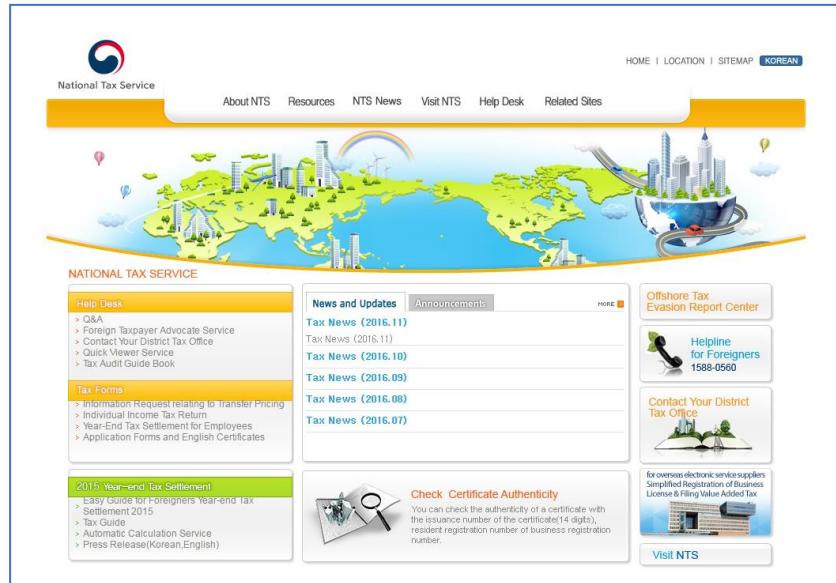 National Tax Service
HOME | LOCATION | SITEMAP KOREAN
About NTS Resources NTS News Visit NTS Help Desk Related Sites
NATIONAL TAX SERVICE
Help Desk
Q&A
Foreign Taxpayer Advocate Service
Contact Your District Tax Office
Quick Viewer Service
Tax Audit Guide Book
Tax Forms
Information Request relating to Transfer Pricing
Individual Income Tax Return
Year-End Tax Settlement for Employees
Application Forms and English Certificates
2015 Year-end Tax Settlement
Easy Guide for Foreigners Year-end Tax
Settlement 2015
Tax Guide
Automatic Calculation Service
Press Release(Korean,English)
News and Updates Announcements MORE
Tax News (2016.11)
Tax News (2016.11)
Tax News (2016.10)
Tax News (2016.09)
Tax News (2016.08)
Tax News (2016.07)
Check Certificate Authenticity
You can check the authenticity of a certificate with
the issuance number of the certificate(14 digits),
resident registration number of business registration
number.
Offshore Tax
Evasion Report Center
Helpline
for Foreigners
1588-0560
Contact Your District
Tax Office
for overseas electronic service suppliers
Simplified Registration of Business
License & Filing Value Added Tax
Visit NTS